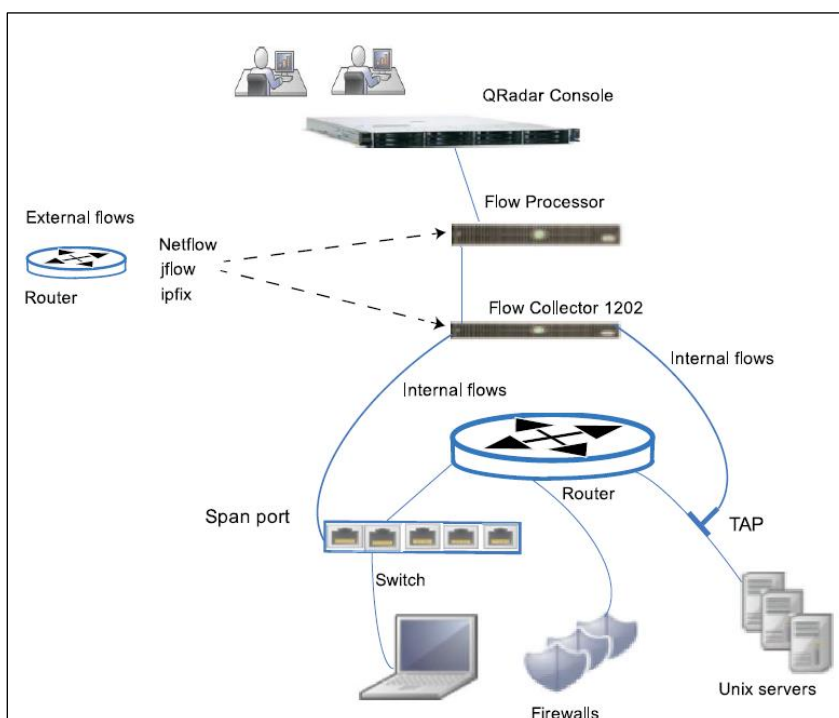 QRadar Console
Flow Processor
External flows
Netflow
jflow
ipfix
Router
Flow Collector 1202
Internal flows
Internal flows
Router
Span port
TAP
Switch
Unix servers
Firewalls